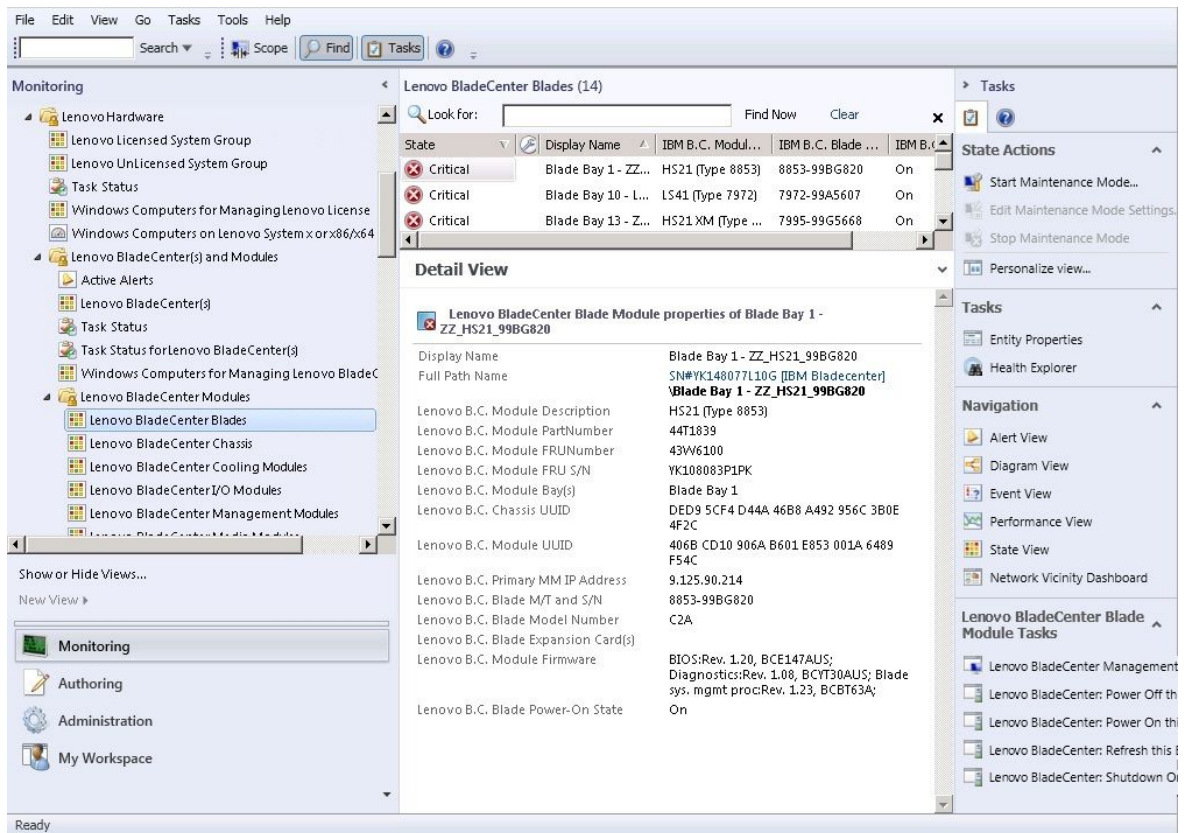 File Edit View Go Tasks Tools Help
Search Scope Find Tasks
Monitoring
Lenovo Hardware
Lenovo Licensed System Group
Lenovo UnLicensed System Group
Task Status
Windows Computers for Managing Lenovo License
Windows Computers on Lenovo System x or x86/x64
Lenovo BladeCenter(s) and Modules
Active Alerts
Lenovo BladeCenter(s)
Task Status
Task Status for Lenovo BladeCenter(s)
Windows Computers for Managing Lenovo BladeC
Lenovo BladeCenter Modules
Lenovo BladeCenter Blades
Lenovo BladeCenter Chassis
Lenovo BladeCenter Cooling Modules
Lenovo BladeCenter I/O Modules
Lenovo BladeCenter Management Modules
Lenovo BladeCenter Media Modules
Show or Hide Views...
New View
Monitoring
Authoring
Administration
My Workspace
Ready
Lenovo BladeCenter Blades (14)
Look for: Find Now Clear
State Display Name IBM B.C. Modul... IBM B.C. Blade ... IBM B.(
Critical Blade Bay 1 - ZZ... HS21 (Type 8853) 8853-99BG820 On
Critical Blade Bay 10 - L... LS41 (Type 7972) 7972-99A5607 On
Critical Blade Bay 13 - Z... HS21 XM (Type ... 7995-99G5668 On
Detail View
Lenovo BladeCenter Blade Module properties of Blade Bay 1 -
ZZ_HS21_99BG820
Display Name Blade Bay 1 - ZZ_HS21_99BG820
Full Path Name SN#YK148077L10G [IBM Bladecenter]
\Blade Bay 1 - ZZ_HS21_99BG820
Lenovo B.C. Module Description HS21 (Type 8853)
Lenovo B.C. Module PartNumber 44T1839
Lenovo B.C. Module FRUNumber 43W6100
Lenovo B.C. Module FRU S/N YK108083P1PK
Lenovo B.C. Module Bay(s) Blade Bay 1
Lenovo B.C. Chassis UUID DED9 5CF4 D44A 46B8 A492 956C 3B0E
4F2C
Lenovo B.C. Module UUID 406B CD10 906A B601 E853 001A 6489
F54C
Lenovo B.C. Primary MM IP Address 9.125.90.214
Lenovo B.C. Blade M/T and S/N 8853-99BG820
Lenovo B.C. Blade Model Number C2A
Lenovo B.C. Blade Expansion Card(s)
Lenovo B.C. Module Firmware BIOS:Rev. 1.20, BCE147AUS;
Diagnostics:Rev. 1.08, BCYT30AUS; Blade
sys. mgmt proc:Rev. 1.23, BCBT63A;
Lenovo B.C. Blade Power-On State On
Tasks
State Actions
Start Maintenance Mode...
Edit Maintenance Mode Settings.
Stop Maintenance Mode
Personalize view...
Tasks
Entity Properties
Health Explorer
Navigation
Alert View
Diagram View
Event View
Performance View
State View
Network Vicinity Dashboard
Lenovo BladeCenter Blade
Module Tasks
Lenovo BladeCenter Management
Lenovo BladeCenter: Power Off th
Lenovo BladeCenter: Power On thi
Lenovo BladeCenter: Refresh this
Lenovo BladeCenter: Shutdown O